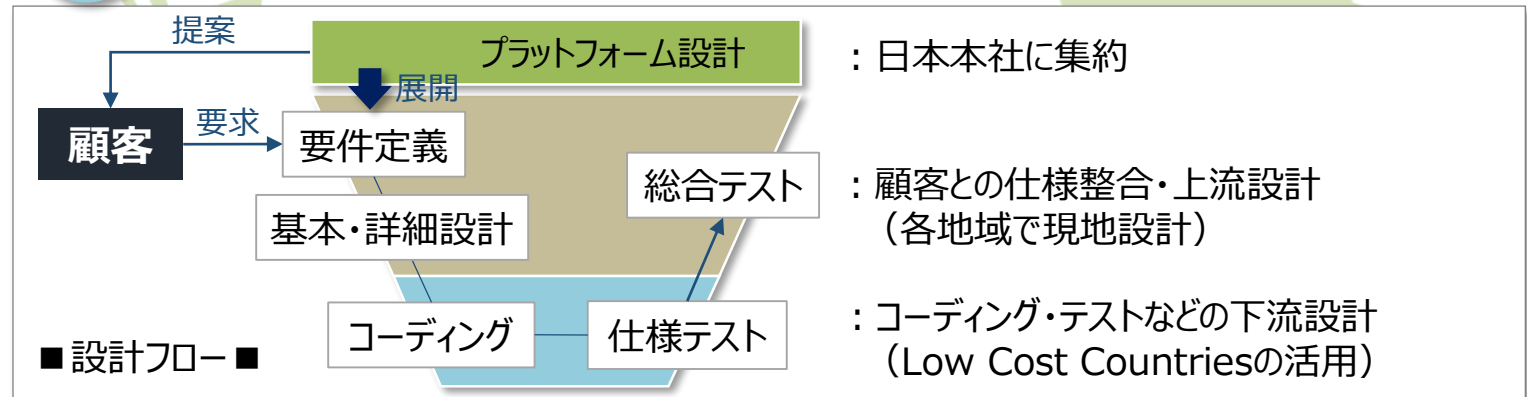 提案
プラットフォーム設計
：日本本社に集約
展開
顧客
要求
要件定義
総合テスト
：顧客との仕様整合・上流設計
（各地域で現地設計）
基本・詳細設計
コーディング
仕様テスト
：コーディング・テストなどの下流設計
（Low Cost Countriesの活用）
■設計フロー■